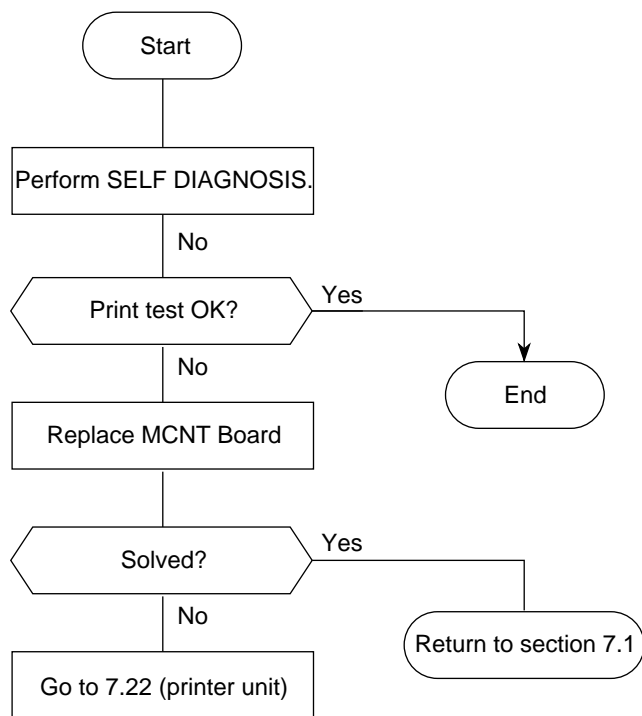 Start
Perform SELF DIAGNOSIS.
No
Print test OK?
Yes
No
End
Replace MCNT Board
Solved?
Yes
No
Return to section 7.1
Go to 7.22 (printer unit)